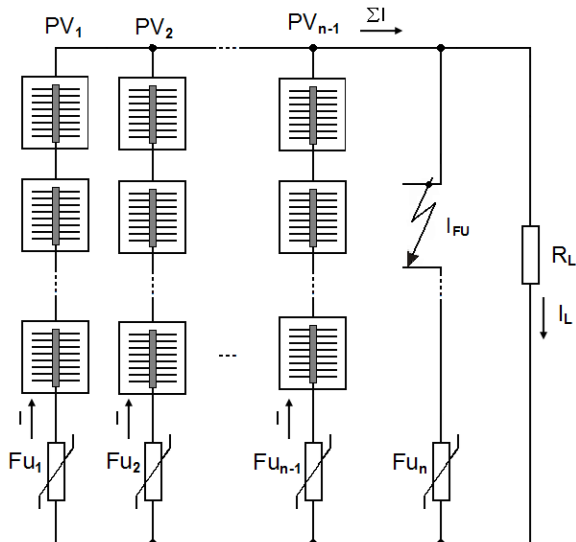 PV1 PV2 PVn-1 ΣI
IFU
RL
IL
...
I I I
Fu1 Fu2 Fun-1 Fun